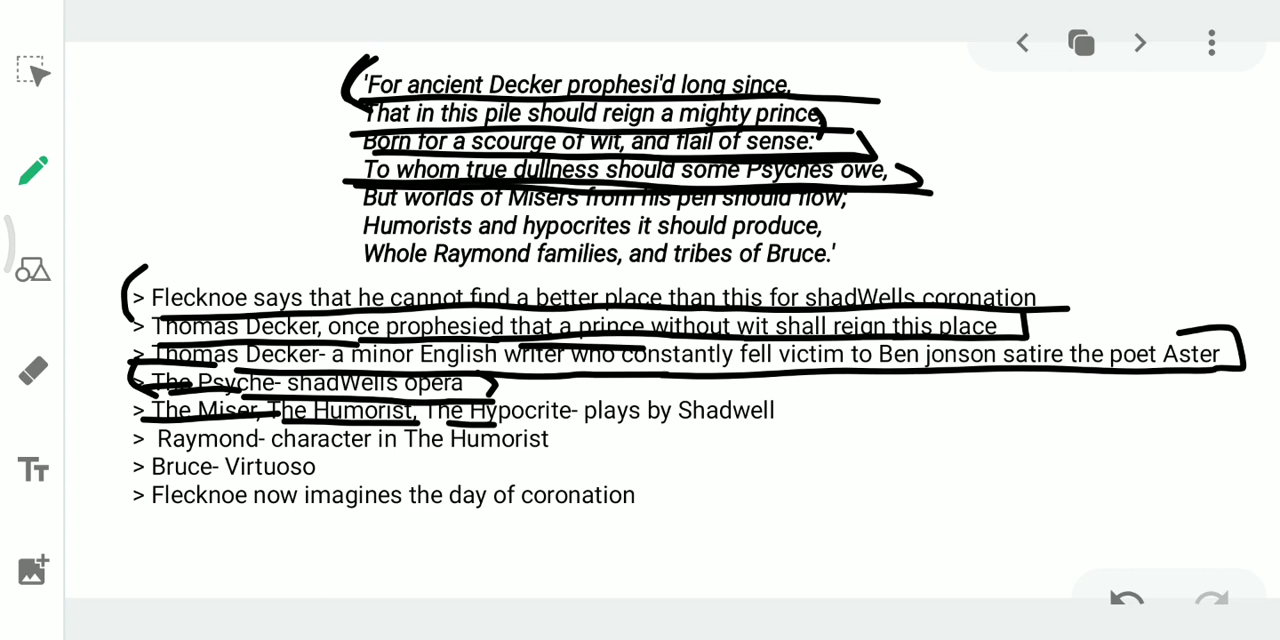 'For ancient Decker prophesi'd long since,
That in this pile should reign a mighty prince,
Born for a scourge of wit, and flail of sense:
To whom true dullness should some Psyches owe,
But worlds of Misers from his pen should flow;
Humorists and hypocrites it should produce,
Whole Raymond families, and tribes of Bruce.'
> Flecknoe says that he cannot find a better place than this for shadWells coronation
> Thomas Decker, once prophesied that a prince without wit shall reign this place
> Thomas Decker- a minor English writer who constantly fell victim to Ben jonson satire the poet Aster
> The Psyche- shadWells opera
> The Miser, The Humorist, The Hypocrite- plays by Shadwell
> Raymond- character in The Humorist
> Bruce- Virtuoso
> Flecknoe now imagines the day of coronation
TT